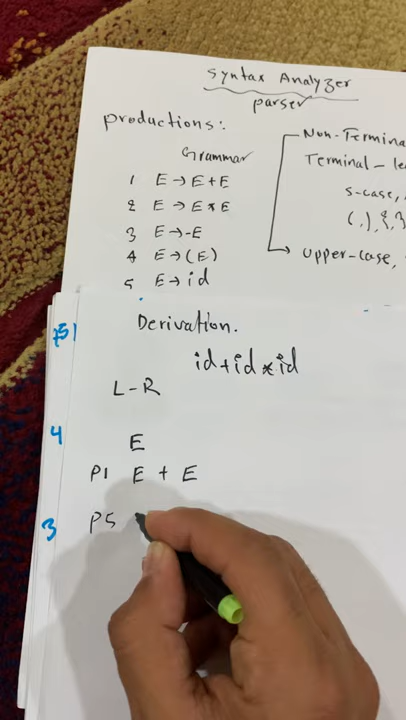 Syntax Analyzer
parser
productions:
Non-Termina
Grammar
Terminal - le
1 E → E + E
s-case,
2 E → E * E
(,), {,}
3 E → -E
4 E → (E)
upper-case,
5 E → id
Derivation.
id + id * id
L-R
4
E
P1 E + E
3
P5